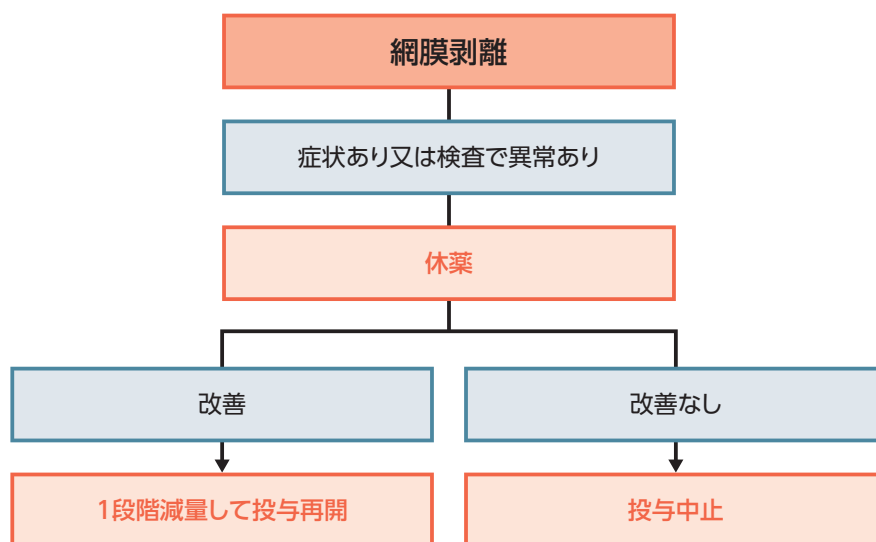 網膜剥離
症状あり又は検査で異常あり
休薬
改善
改善なし
1段階減量して投与再開
投与中止